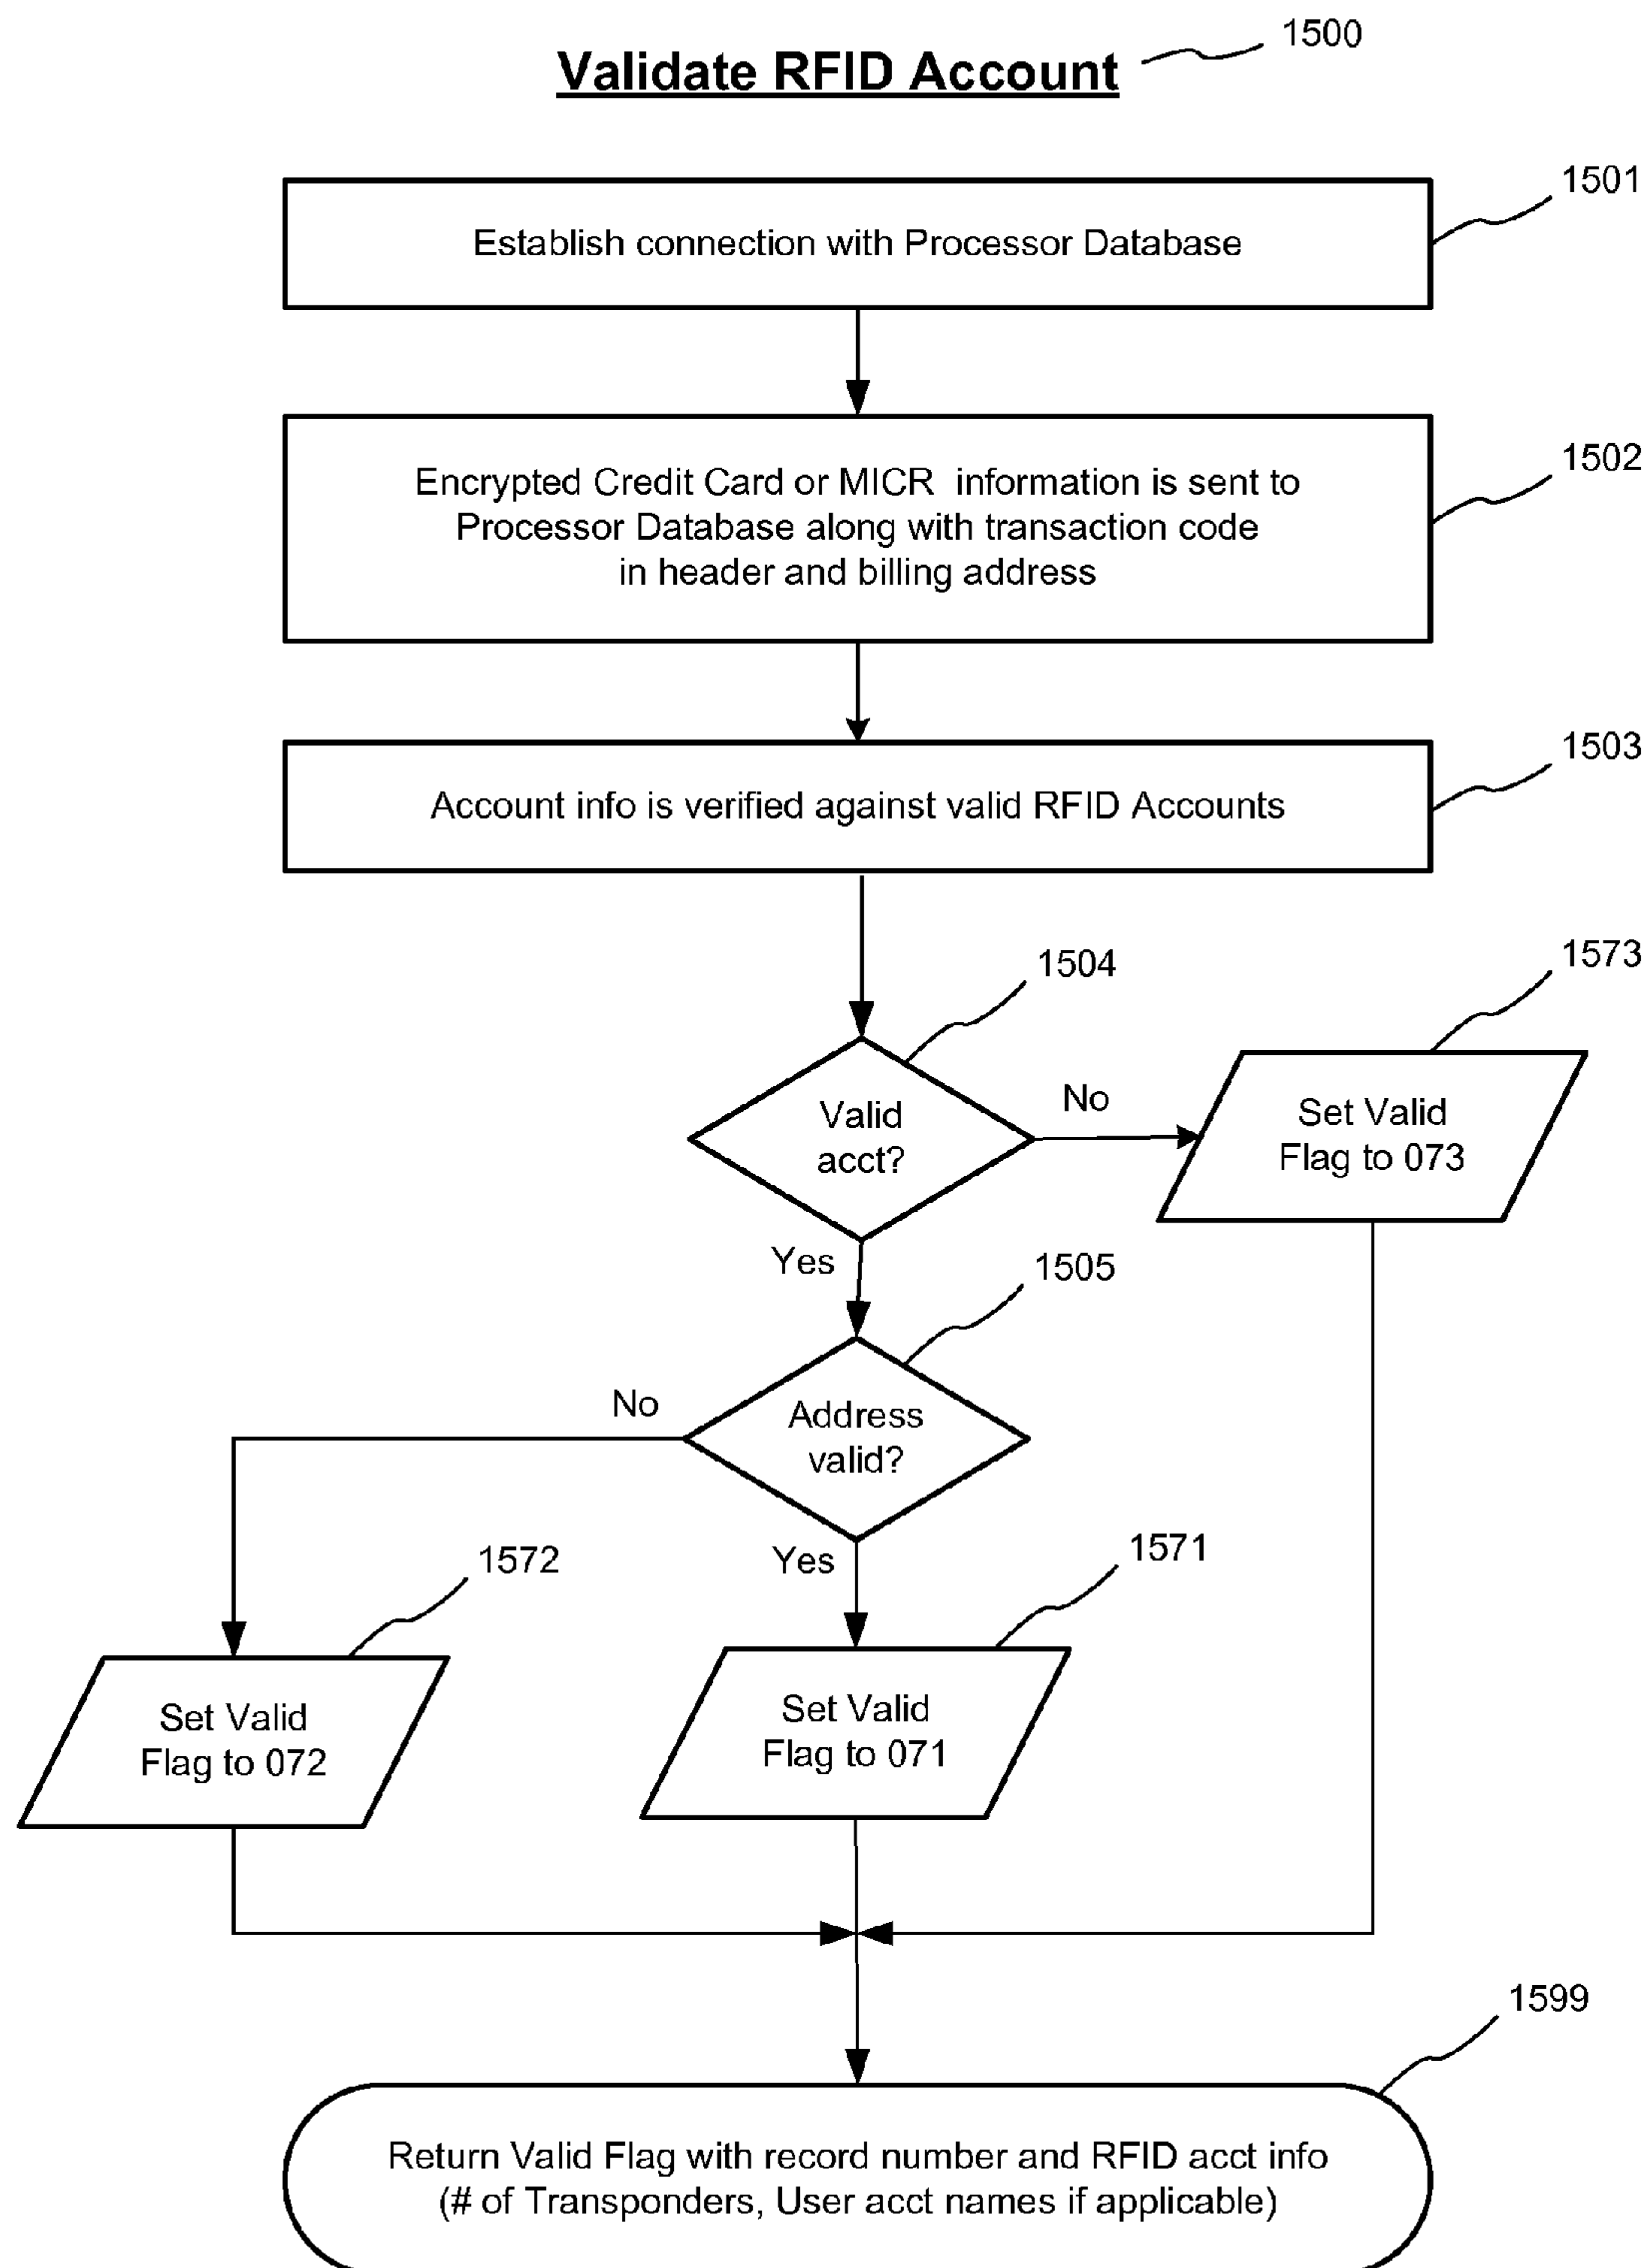 1500
Validate RFID Account
1501
Establish connection with Processor Database
1502
Encrypted Credit Card or MICR information is sent to
Processor Database along with transaction code
in header and billing address
1503
Account info is verified against valid RFID Accounts
1504
1573
Valid
acct?
No
Set Valid
Flag to 073
Yes
1505
No
Address
valid?
1572
Yes
1571
Set Valid
Flag to 072
Set Valid
Flag to 071
1599
Return Valid Flag with record number and RFID acct info
(# of Transponders, User acct names if applicable)